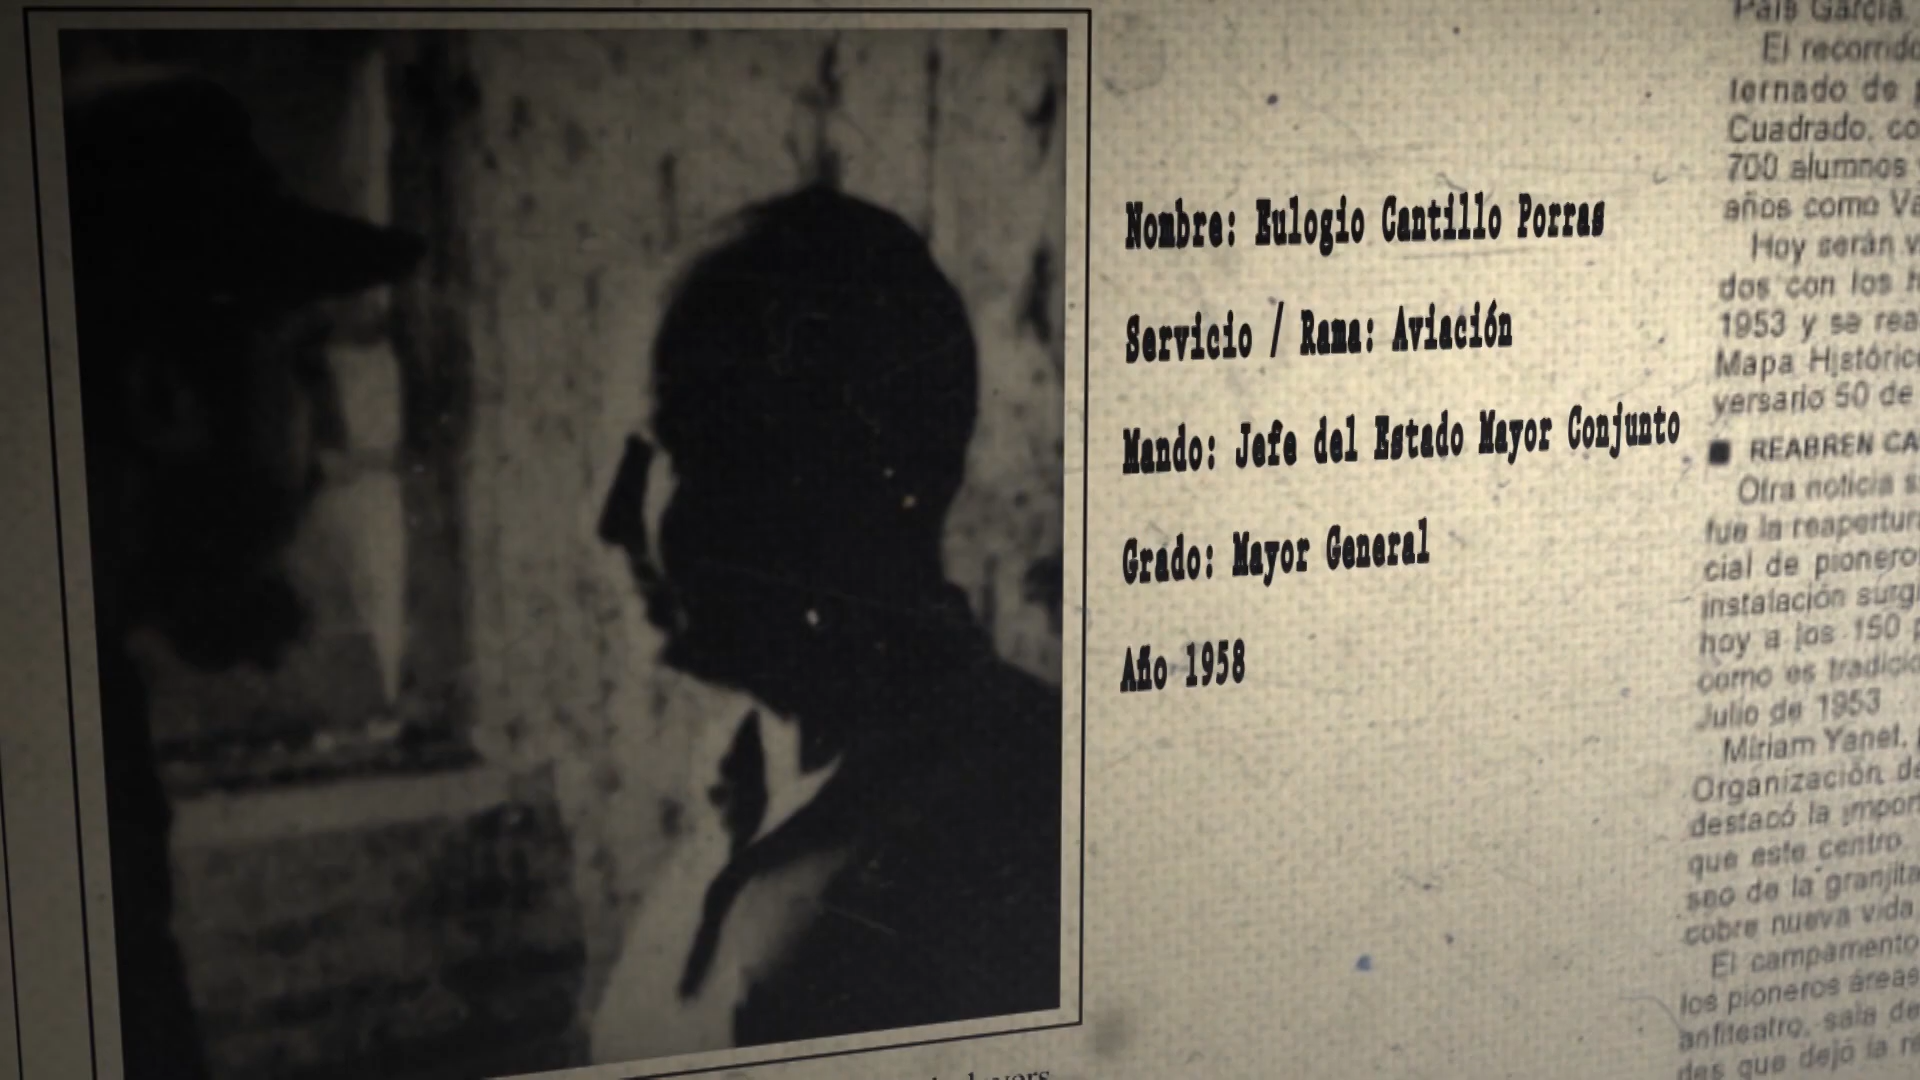 Nombre: Eulogio Cantillo Porras
Servicio / Rama: Aviación
Mando: Jefe del Estado Mayor Conjunto
Grado: Mayor General
Año 1958
País García.
El recorrido
ternado de
Cuadrado, co
700 alumnos
años como Va
Hoy serán v
dos con los h
1953 y se rea
Mapa Histórico
versario 50 de
■ REABREN CA
Otra noticia s
fue la reapertur
cial de pioneros
instalación surgi
hoy a los 150 p
como es tradicio
Julio de 1953
Miriam Yanet,
Organización de
destacó la impor
que este centro
seo de la granjita
cobre nueva vida
El campamento
los pioneros áreas
anfiteatro, sala de
des que dejó la re